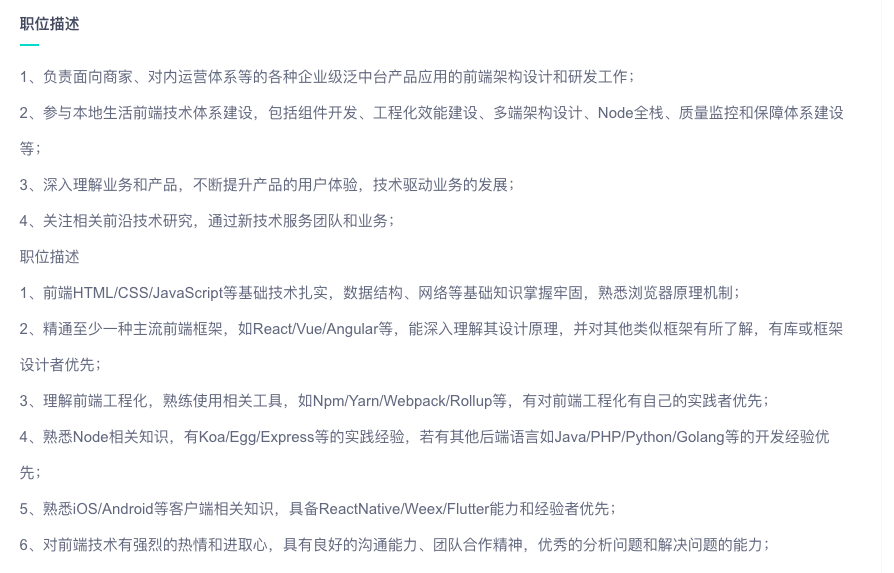 职位描述
1、负责面向商家、对内运营体系等的各种企业级泛中台产品应用的前端架构设计和研发工作；
2、参与本地生活前端技术体系建设，包括组件开发、工程化效能建设、多端架构设计、Node全栈、质量监控和保障体系建设
等；
3、深入理解业务和产品，不断提升产品的用户体验，技术驱动业务的发展；
4、关注相关前沿技术研究，通过新技术服务团队和业务；
职位描述
1、前端HTML/CSS/JavaScript等基础技术扎实，数据结构、网络等基础知识掌握牢固，熟悉浏览器原理机制；
2、精通至少一种主流前端框架，如React/Vue/Angular等，能深入理解其设计原理，并对其他类似框架有所了解，有库或框架
设计者优先；
3、理解前端工程化，熟练使用相关工具，如Npm/Yarn/Webpack/Rollup等，有对前端工程化有自己的实践者优先；
4、熟悉Node相关知识，有Koa/Egg/Express等的实践经验，若有其他后端语言如Java/PHP/Python/Golang等的开发经验优
先；
5、熟悉iOS/Android等客户端相关知识，具备ReactNative/Weex/Flutter能力和经验者优先；
6、对前端技术有强烈的热情和进取心，具有良好的沟通能力、团队合作精神，优秀的分析问题和解决问题的能力；